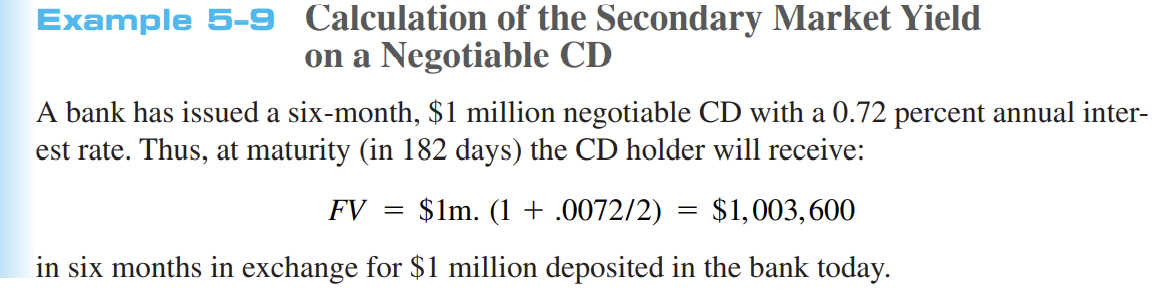 Example 5-9 Calculation of the Secondary Market Yield
on a Negotiable CD
A bank has issued a six-month, $1 million negotiable CD with a 0.72 percent annual inter-
est rate. Thus, at maturity (in 182 days) the CD holder will receive:
FV = $1m. (1 + .0072/2) = $1,003,600
in six months in exchange for $1 million deposited in the bank today.